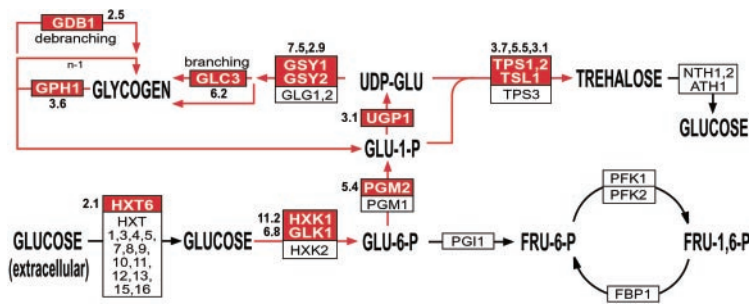 GDB1 2.5
debranching
n-1
GPH1
3.6
GLYCOGEN
branching
GLC3
6.2
7.5,2.9
GSY1
GSY2
GLG1,2
UDP-GLU
3.1 UGP1
GLU-1-P
3.7,5.5,3.1
TPS1,2
TSL1
TPS3
TREHALOSE
NTH1,2
ATH1
GLUCOSE
5.4 PGM2
PGM1
GLUCOSE
(extracellular)
2.1 HXT6
HXT
1,3,4,5,
7,8,9,
10,11,
12,13,
15,16
GLUCOSE
11.2 HXK1
6.8 GLK1
HXK2
GLU-6-P
PGI1
FRU-6-P
PFK1
PFK2
FRU-1,6-P
FBP1